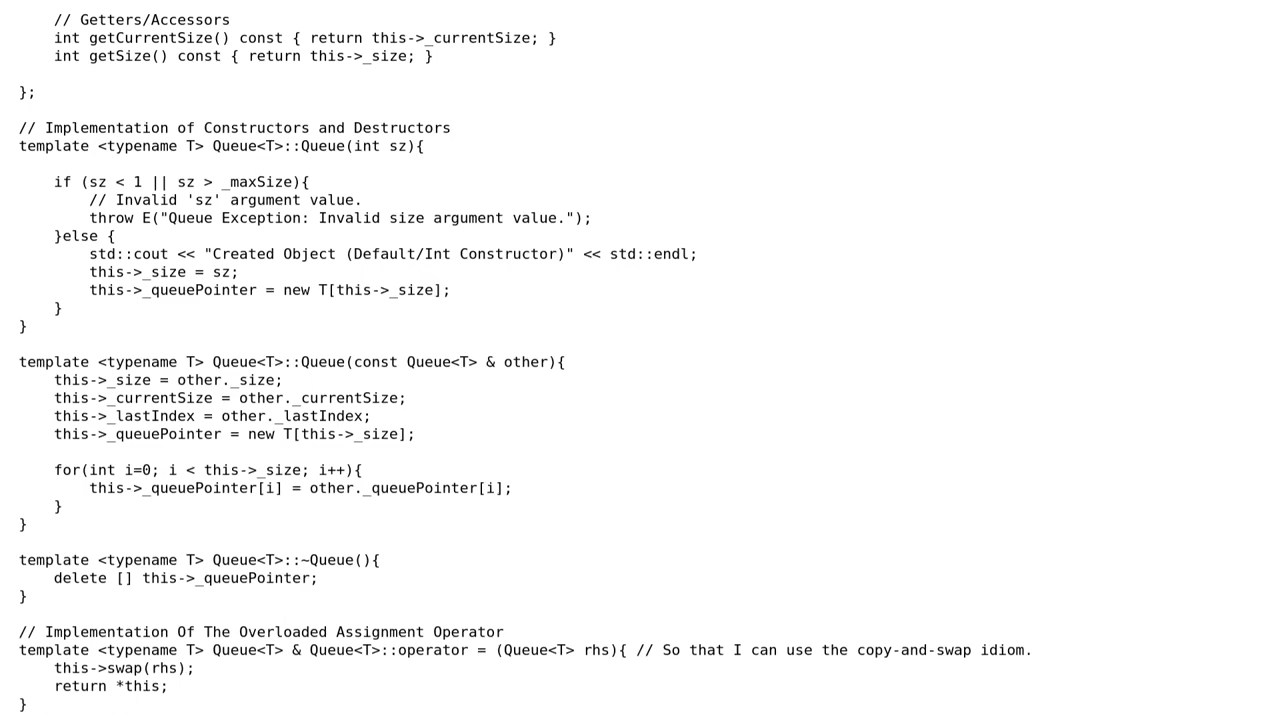 // Getters/Accessors
    int getCurrentSize() const { return this->_currentSize; }
    int getSize() const { return this->_size; }

};

// Implementation of Constructors and Destructors
template <typename T> Queue<T>::Queue(int sz){

    if (sz < 1 || sz > _maxSize){
        // Invalid 'sz' argument value.
        throw E("Queue Exception: Invalid size argument value.");
    }else {
        std::cout << "Created Object (Default/Int Constructor)" << std::endl;
        this->_size = sz;
        this->_queuePointer = new T[this->_size];
    }
}

template <typename T> Queue<T>::Queue(const Queue<T> & other){
    this->_size = other._size;
    this->_currentSize = other._currentSize;
    this->_lastIndex = other._lastIndex;
    this->_queuePointer = new T[this->_size];

    for(int i=0; i < this->_size; i++){
        this->_queuePointer[i] = other._queuePointer[i];
    }
}

template <typename T> Queue<T>::~Queue(){
    delete [] this->_queuePointer;
}

// Implementation Of The Overloaded Assignment Operator
template <typename T> Queue<T> & Queue<T>::operator = (Queue<T> rhs){ // So that I can use the copy-and-swap idiom.
    this->swap(rhs);
    return *this;
}